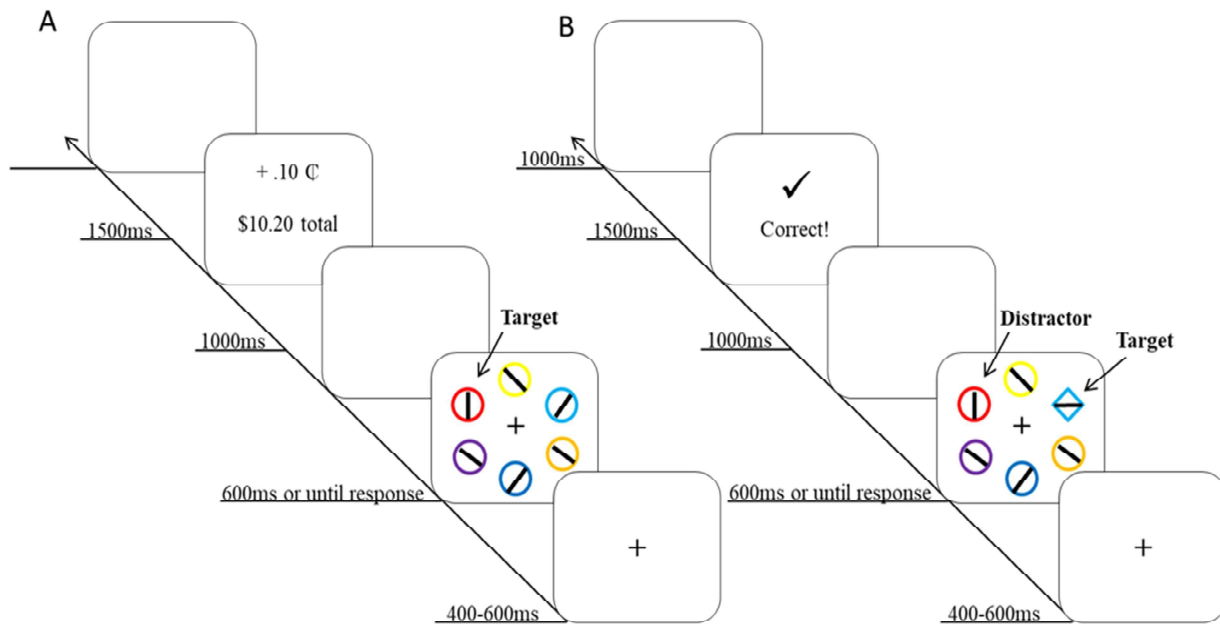 A
+ .10 ₵
$10.20 total
1500ms
Target
1000ms
+
600ms or until response
+
400-600ms
B
1000ms
✓
Correct!
1500ms
Distractor
Target
1000ms
+
600ms or until response
+
400-600ms